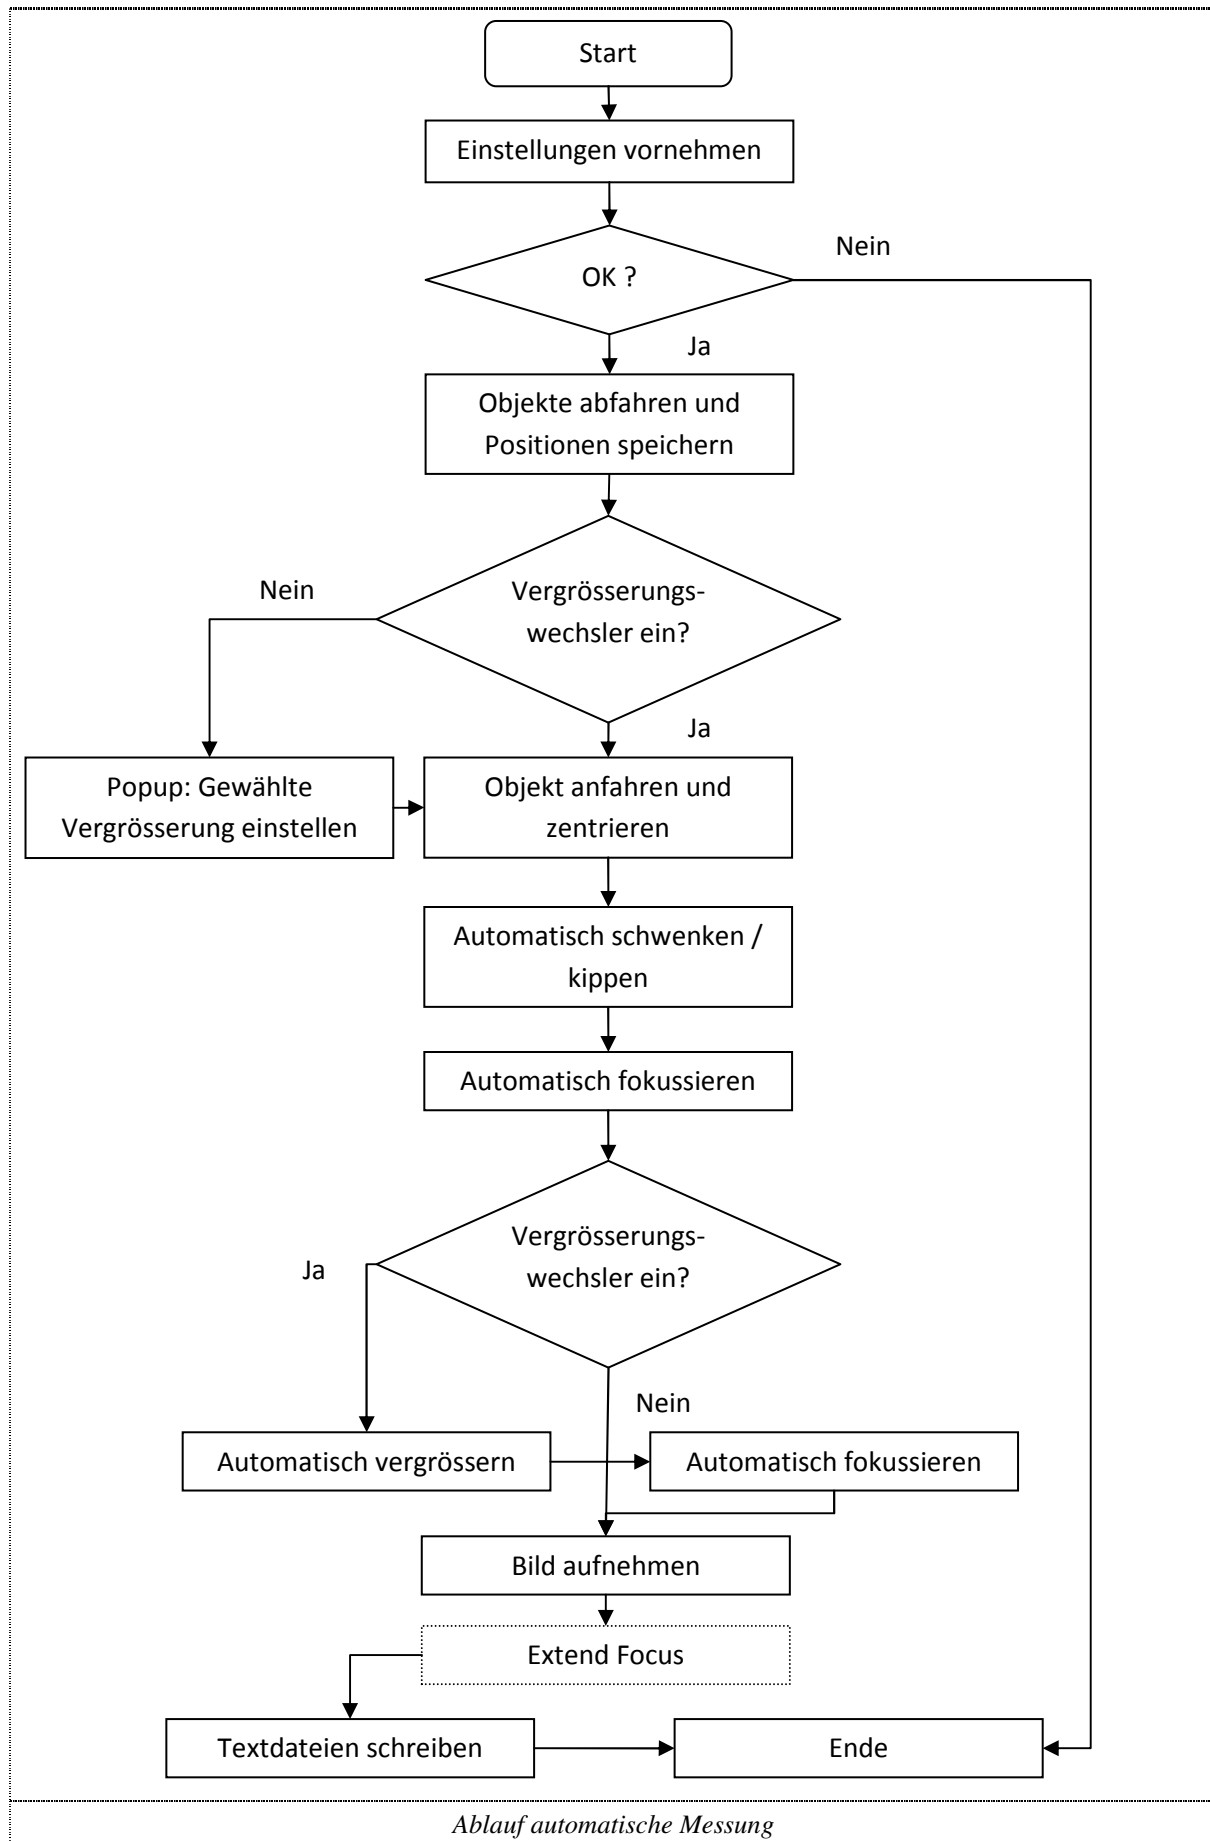 Start
Einstellungen vornehmen
Nein
OK ?
Ja
Objekte abfahren und
Positionen speichern
Nein
Vergrösserungs-
wechsler ein?
Ja
Popup: Gewählte
Vergrösserung einstellen
Objekt anfahren und
zentrieren
Automatisch schwenken /
kippen
Automatisch fokussieren
Vergrösserungs-
wechsler ein?
Ja
Nein
Automatisch vergrössern
Automatisch fokussieren
Bild aufnehmen
Extend Focus
Textdateien schreiben
Ende
Ablauf automatische Messung